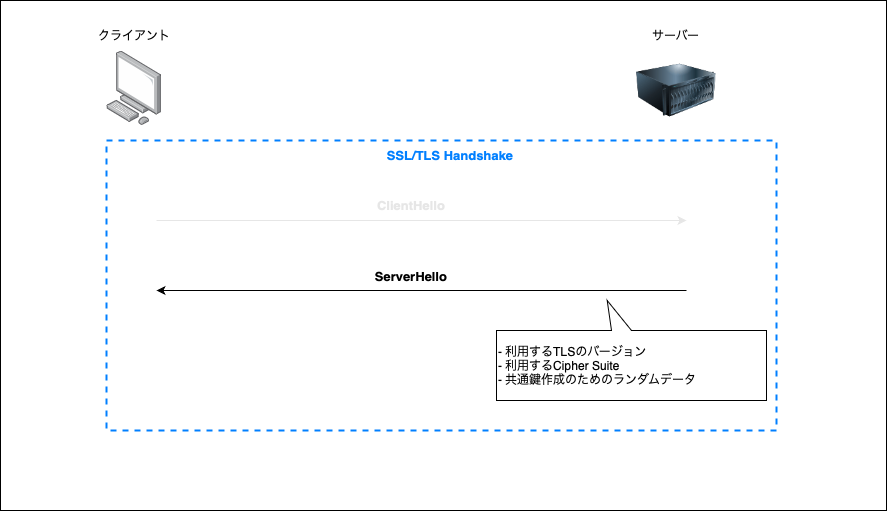 クライアント
サーバー
SSL/TLS Handshake
ClientHello
ServerHello
- 利用するTLSのバージョン
- 利用するCipher Suite
- 共通鍵作成のためのランダムデータ